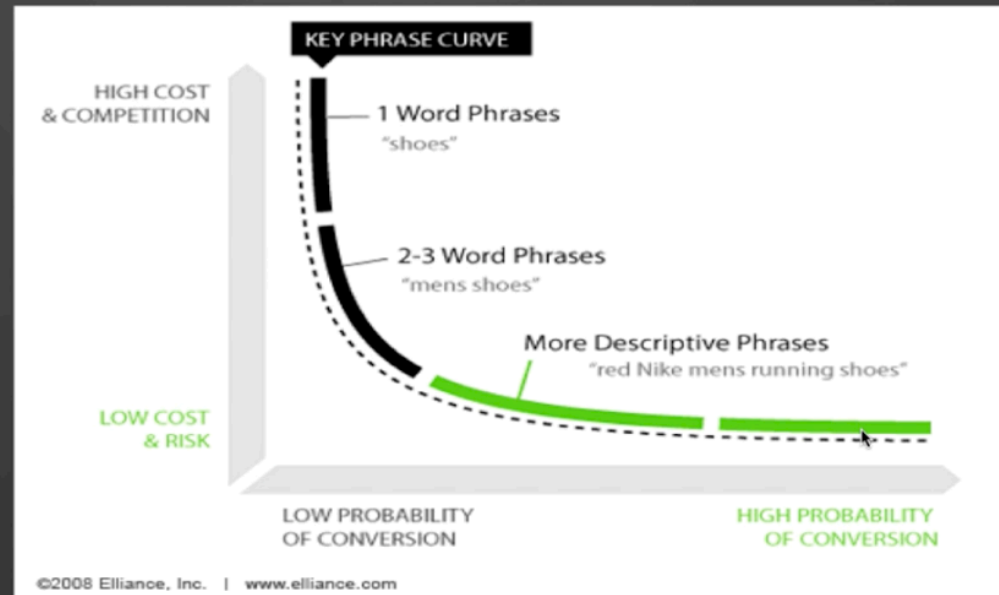 KEY PHRASE CURVE
HIGH COST
& COMPETITION
1 Word Phrases
“shoes”
2-3 Word Phrases
“mens shoes”
More Descriptive Phrases
“red Nike mens running shoes”
LOW COST
& RISK
LOW PROBABILITY
OF CONVERSION
HIGH PROBABILITY
OF CONVERSION
©2008 Elliance, Inc. | www.elliance.com